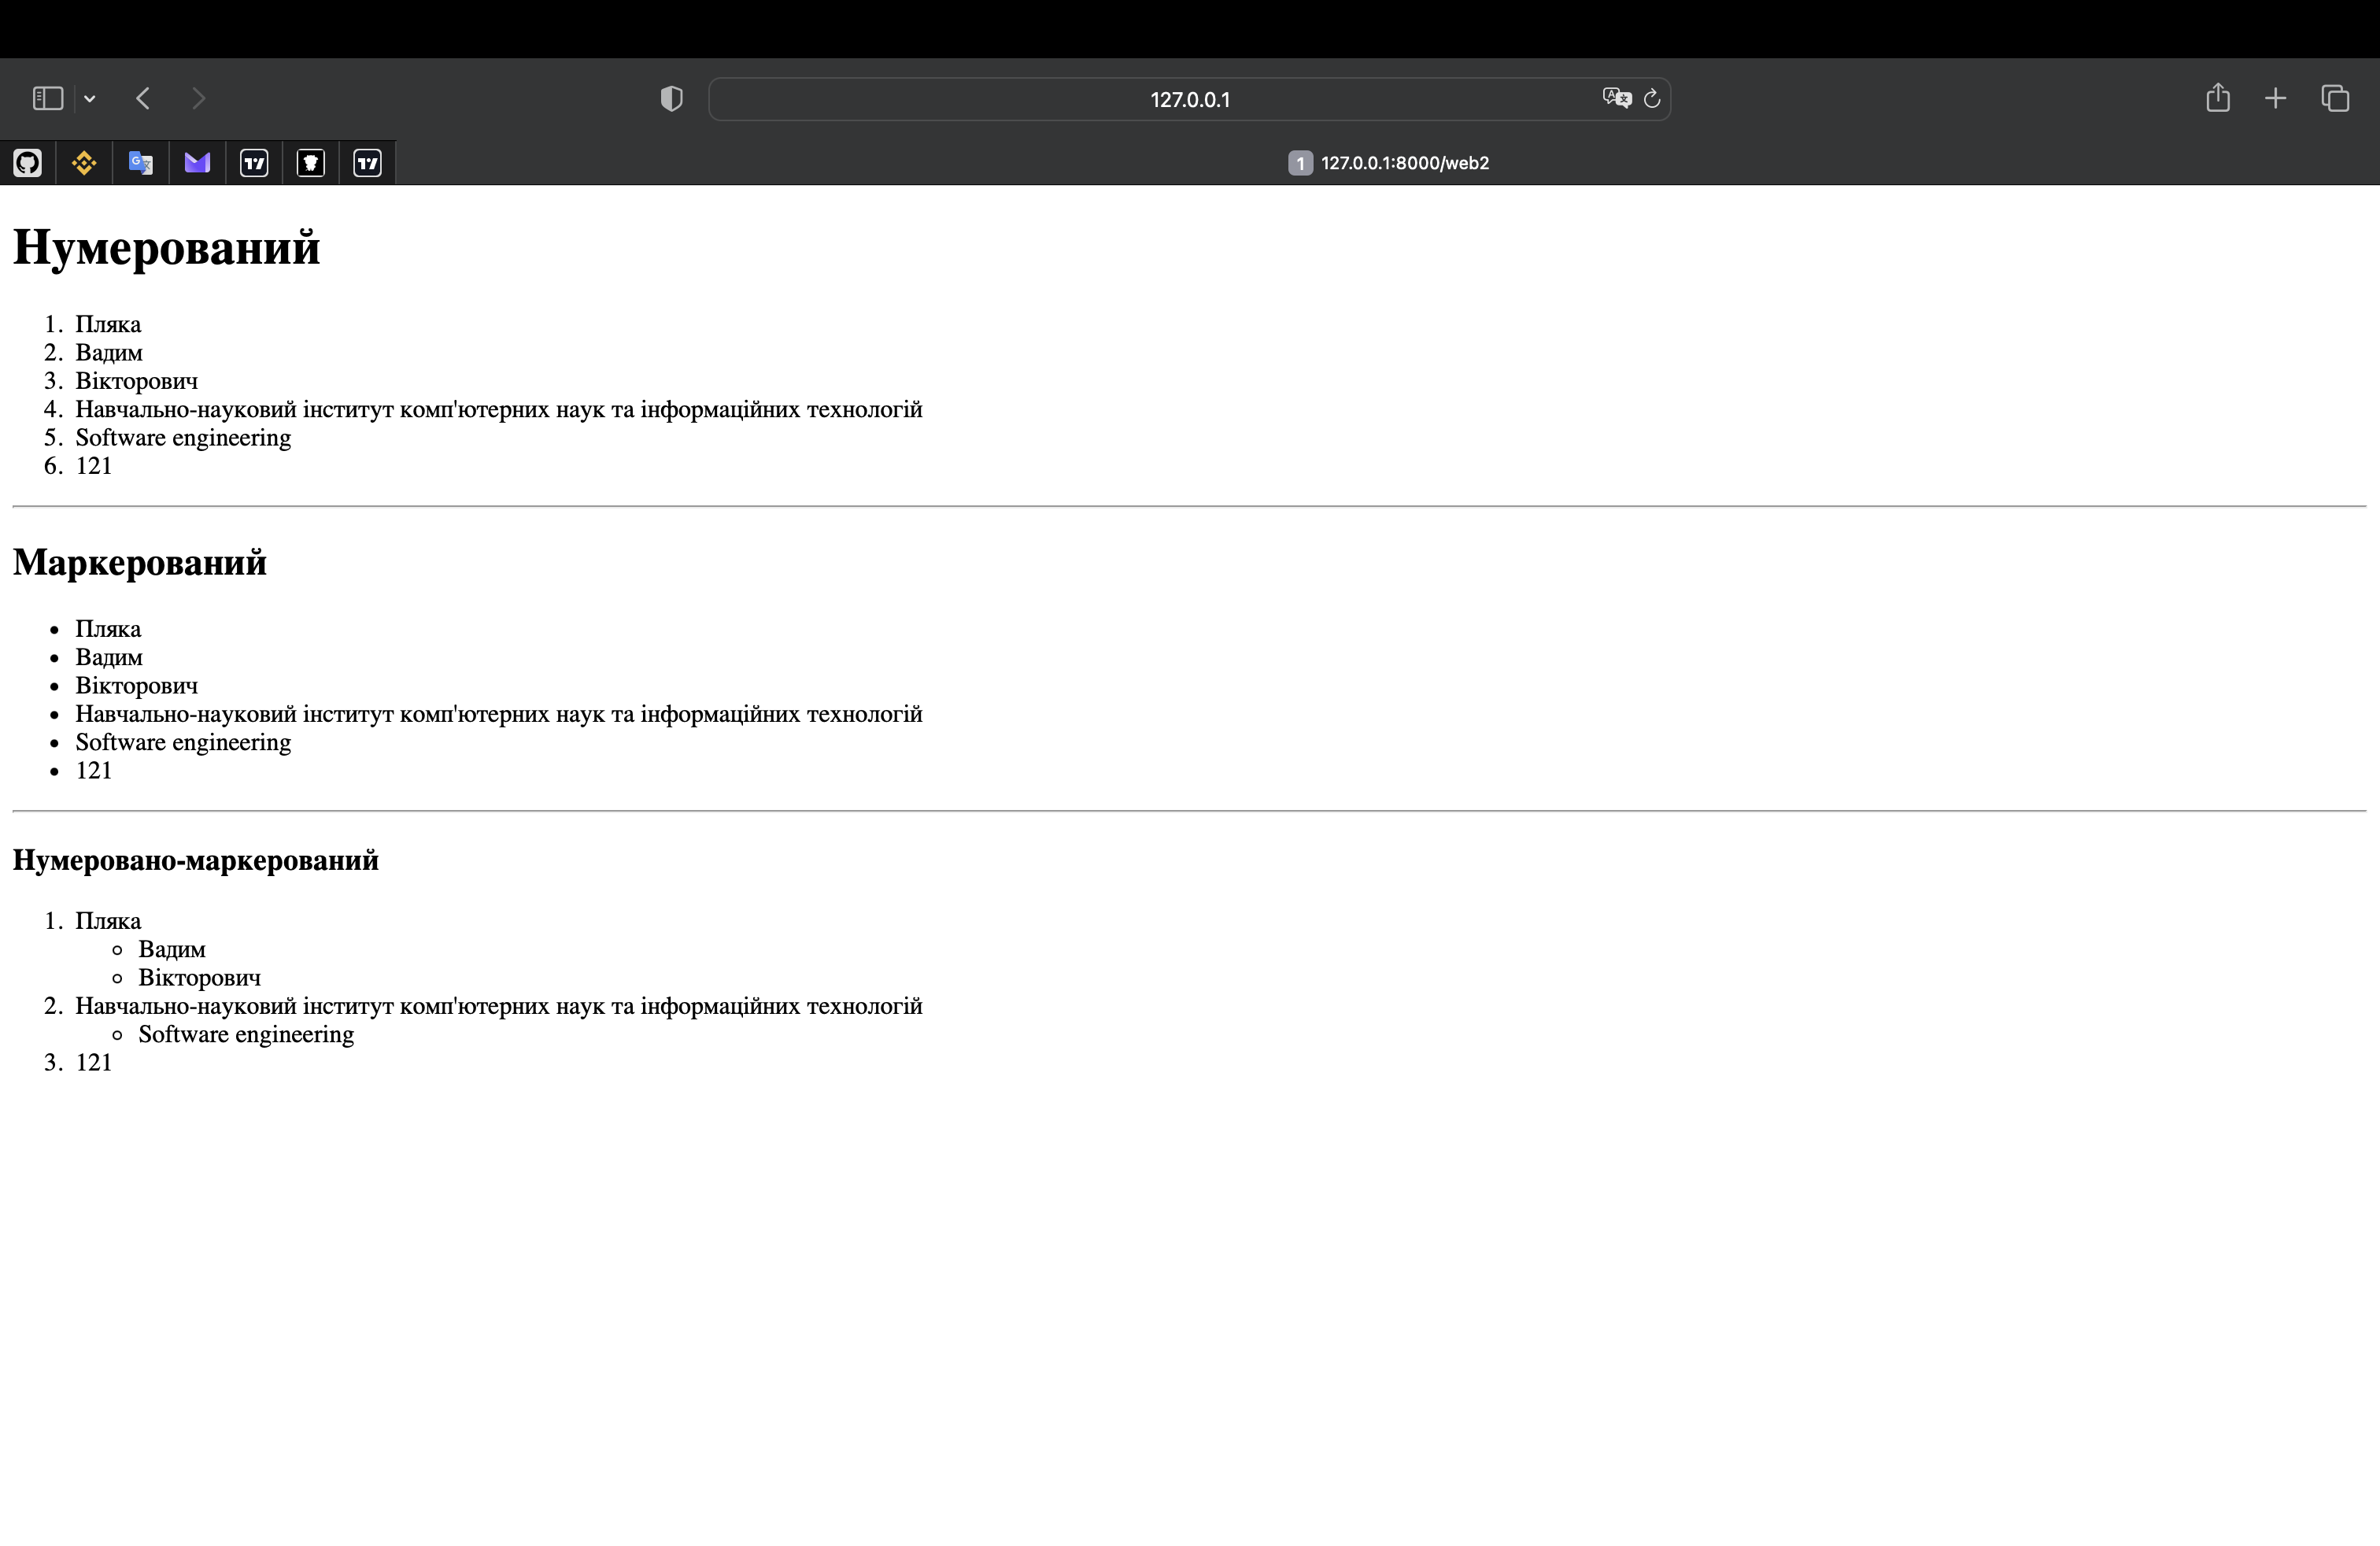 127.0.0.1
1 127.0.0.1:8000/web2
Нумерований
1. Пляка
2. Вадим
3. Вікторович
4. Навчально-науковий інститут комп'ютерних наук та інформаційних технологій
5. Software engineering
6. 121
Маркерований
• Пляка
• Вадим
• Вікторович
• Навчально-науковий інститут комп'ютерних наук та інформаційних технологій
• Software engineering
• 121
Нумеровано-маркерований
1. Пляка
◦ Вадим
◦ Вікторович
2. Навчально-науковий інститут комп'ютерних наук та інформаційних технологій
◦ Software engineering
3. 121